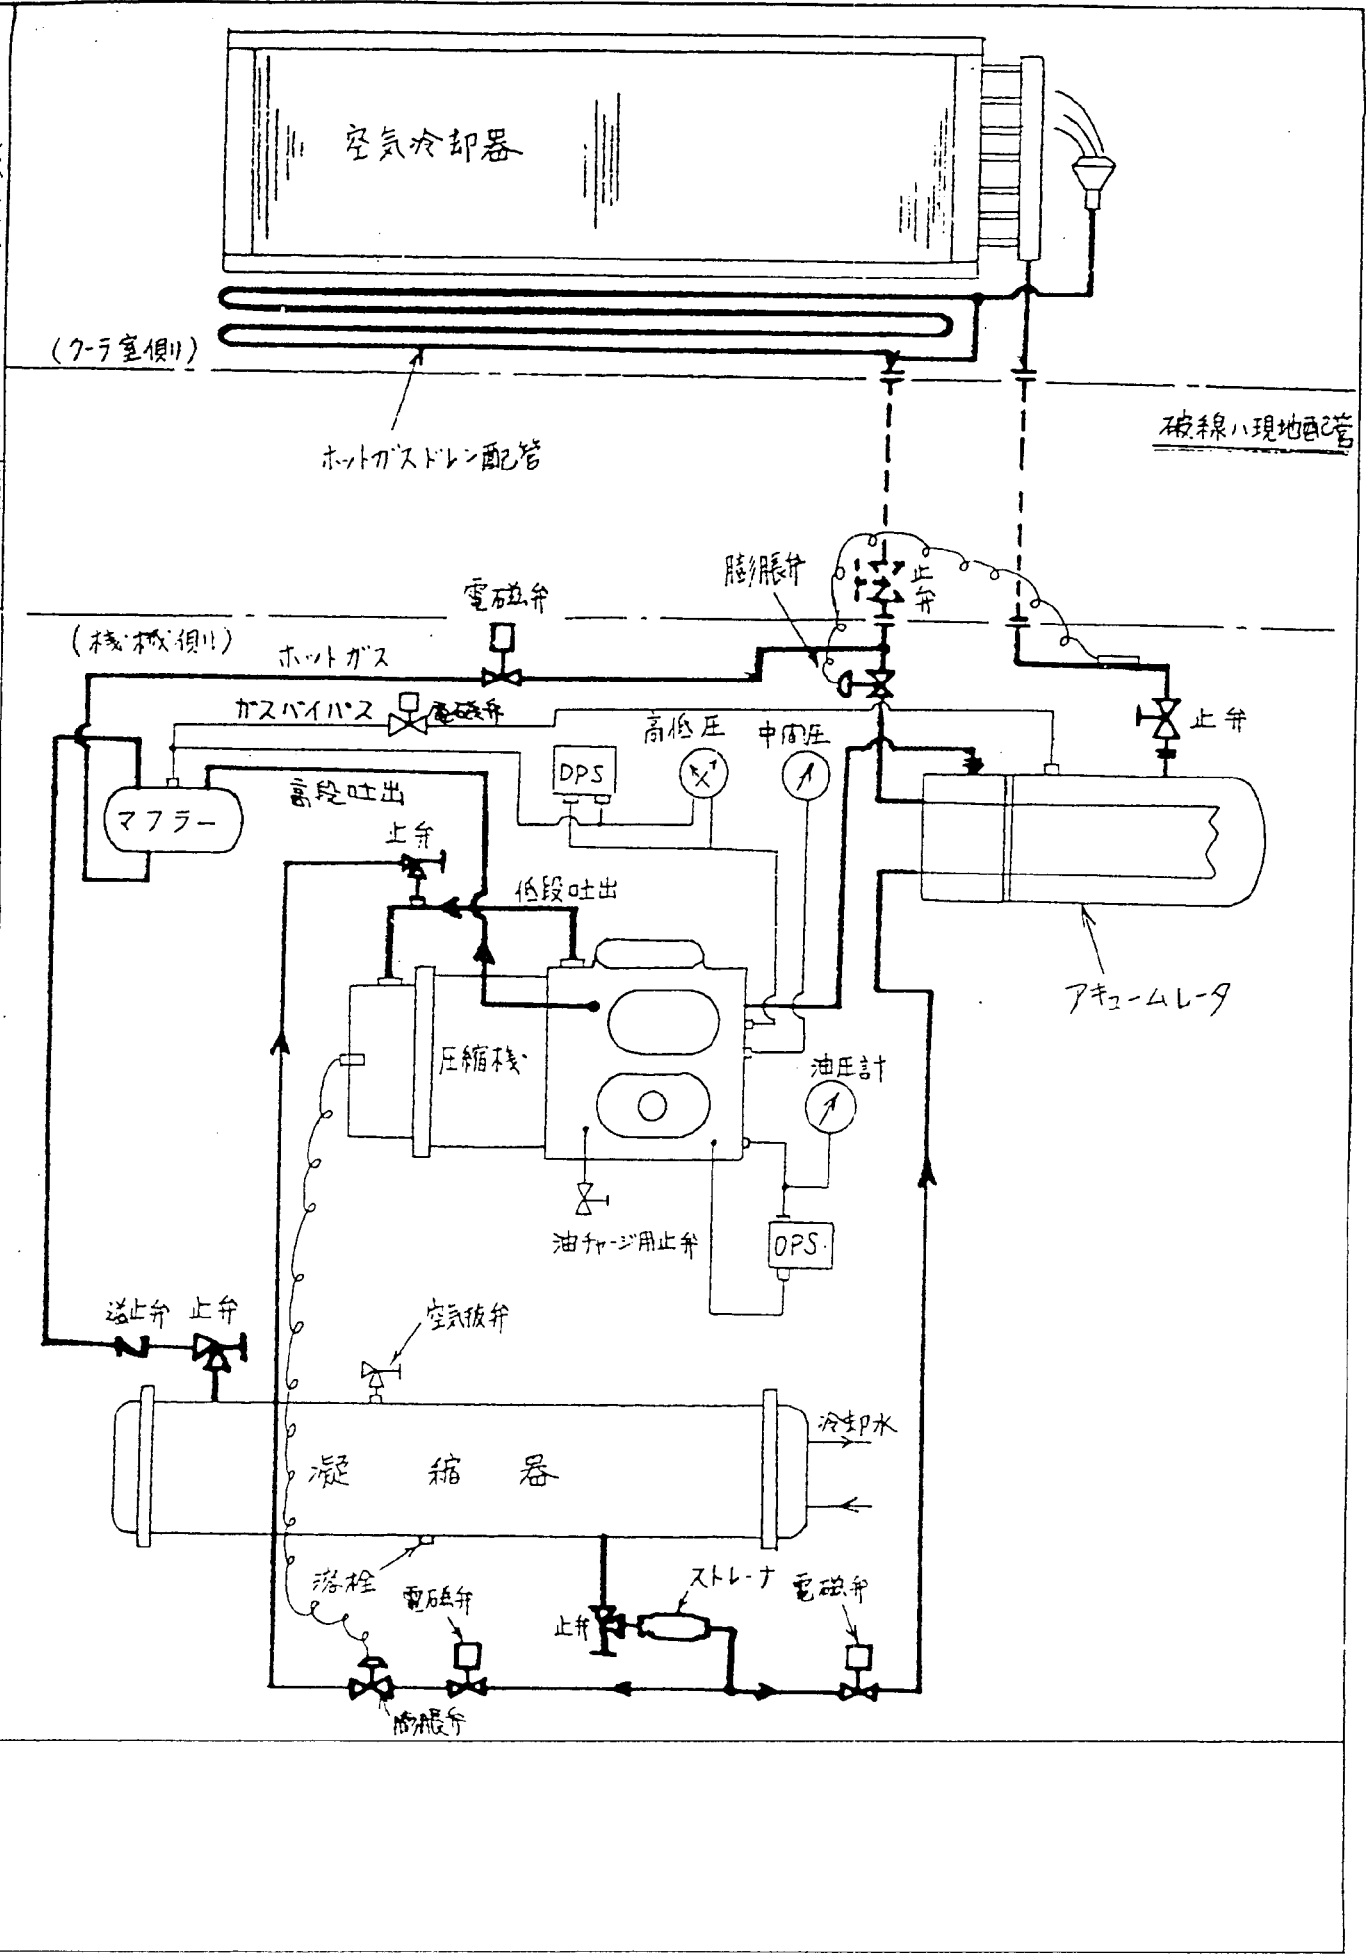 空気冷却器
(クーラ室側)
破線ハ現地配管
ホットガスドレン配管
膨脹弁
止弁
電磁弁
(機械側)
ホットガス
ガスバイパス
電磁弁
高低圧
中間圧
止弁
DPS
高段吐出
マフラー
止弁
低段吐出
アキュームレータ
圧縮機
油圧計
油チャージ用止弁
OPS
逆止弁
止弁
空気抜弁
冷却水
凝縮器
溶栓
電磁弁
止弁
ストレーナ
電磁弁
膨脹弁